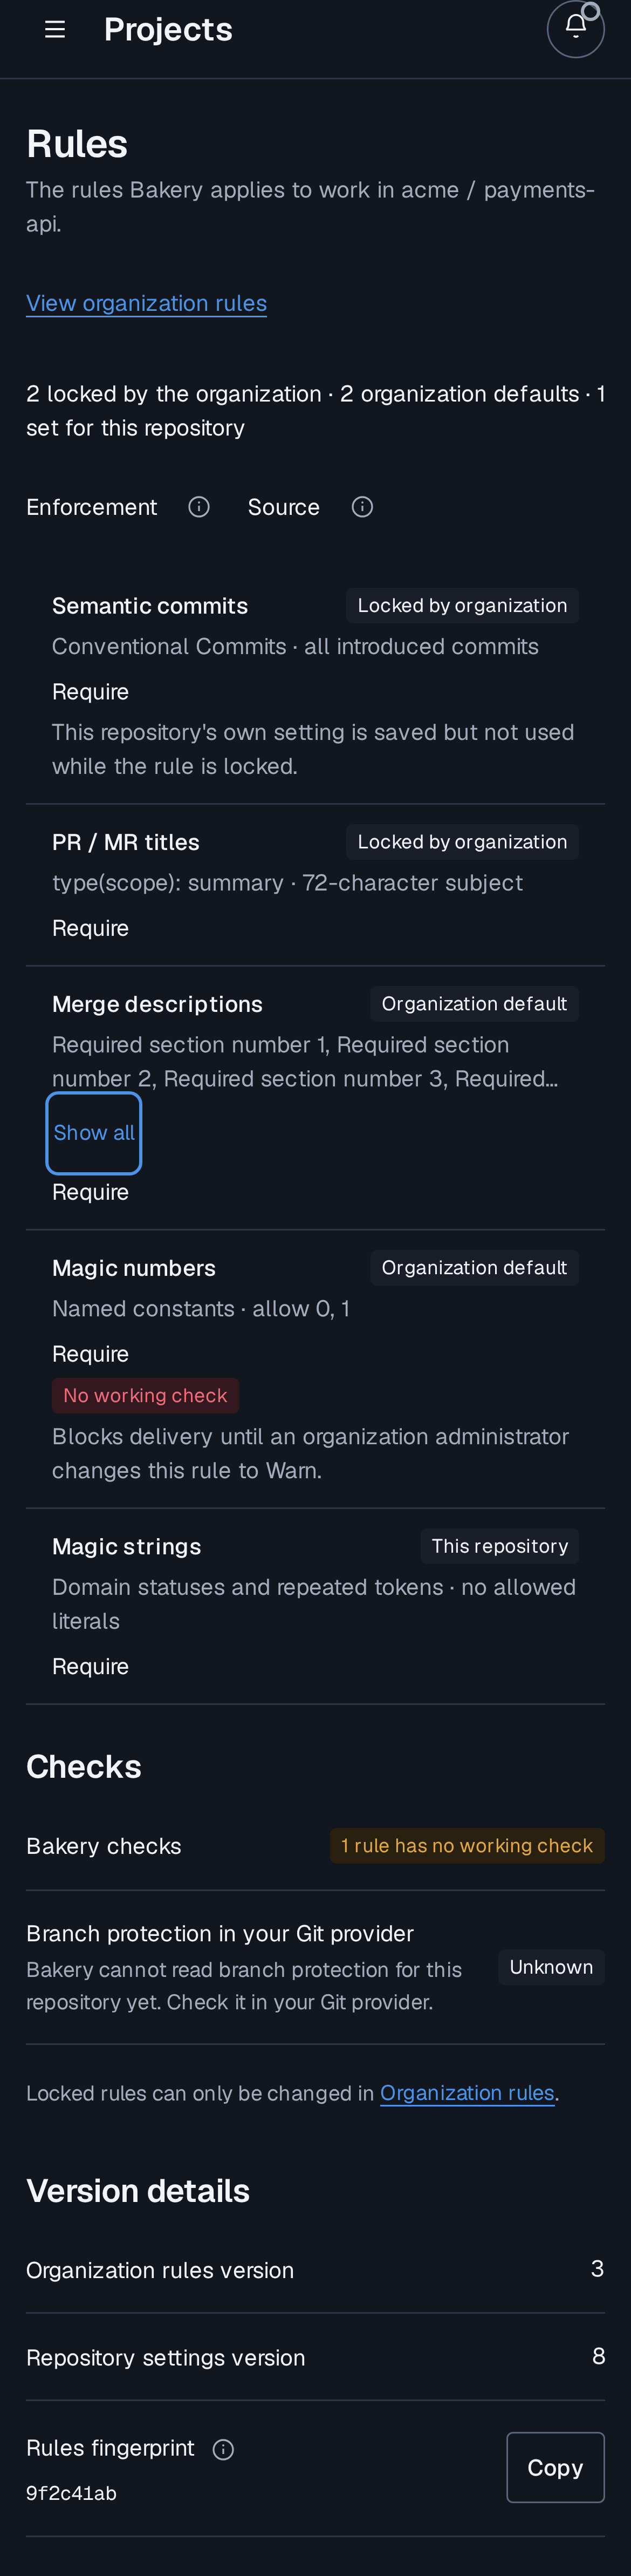 Projects
Rules
The rules Bakery applies to work in acme / payments-
api.
View organization rules
2 locked by the organization · 2 organization defaults · 1
set for this repository
Enforcement Source
Semantic commits Locked by organization
Conventional Commits · all introduced commits
Require
This repository's own setting is saved but not used
while the rule is locked.
PR / MR titles Locked by organization
type(scope): summary · 72-character subject
Require
Merge descriptions Organization default
Required section number 1, Required section
number 2, Required section number 3, Required...
Show all
Require
Magic numbers Organization default
Named constants · allow 0, 1
Require
No working check
Blocks delivery until an organization administrator
changes this rule to Warn.
Magic strings This repository
Domain statuses and repeated tokens · no allowed
literals
Require
Checks
Bakery checks 1 rule has no working check
Branch protection in your Git provider
Bakery cannot read branch protection for this
repository yet. Check it in your Git provider.
Unknown
Locked rules can only be changed in Organization rules.
Version details
Organization rules version 3
Repository settings version 8
Rules fingerprint
9f2c41ab
Copy